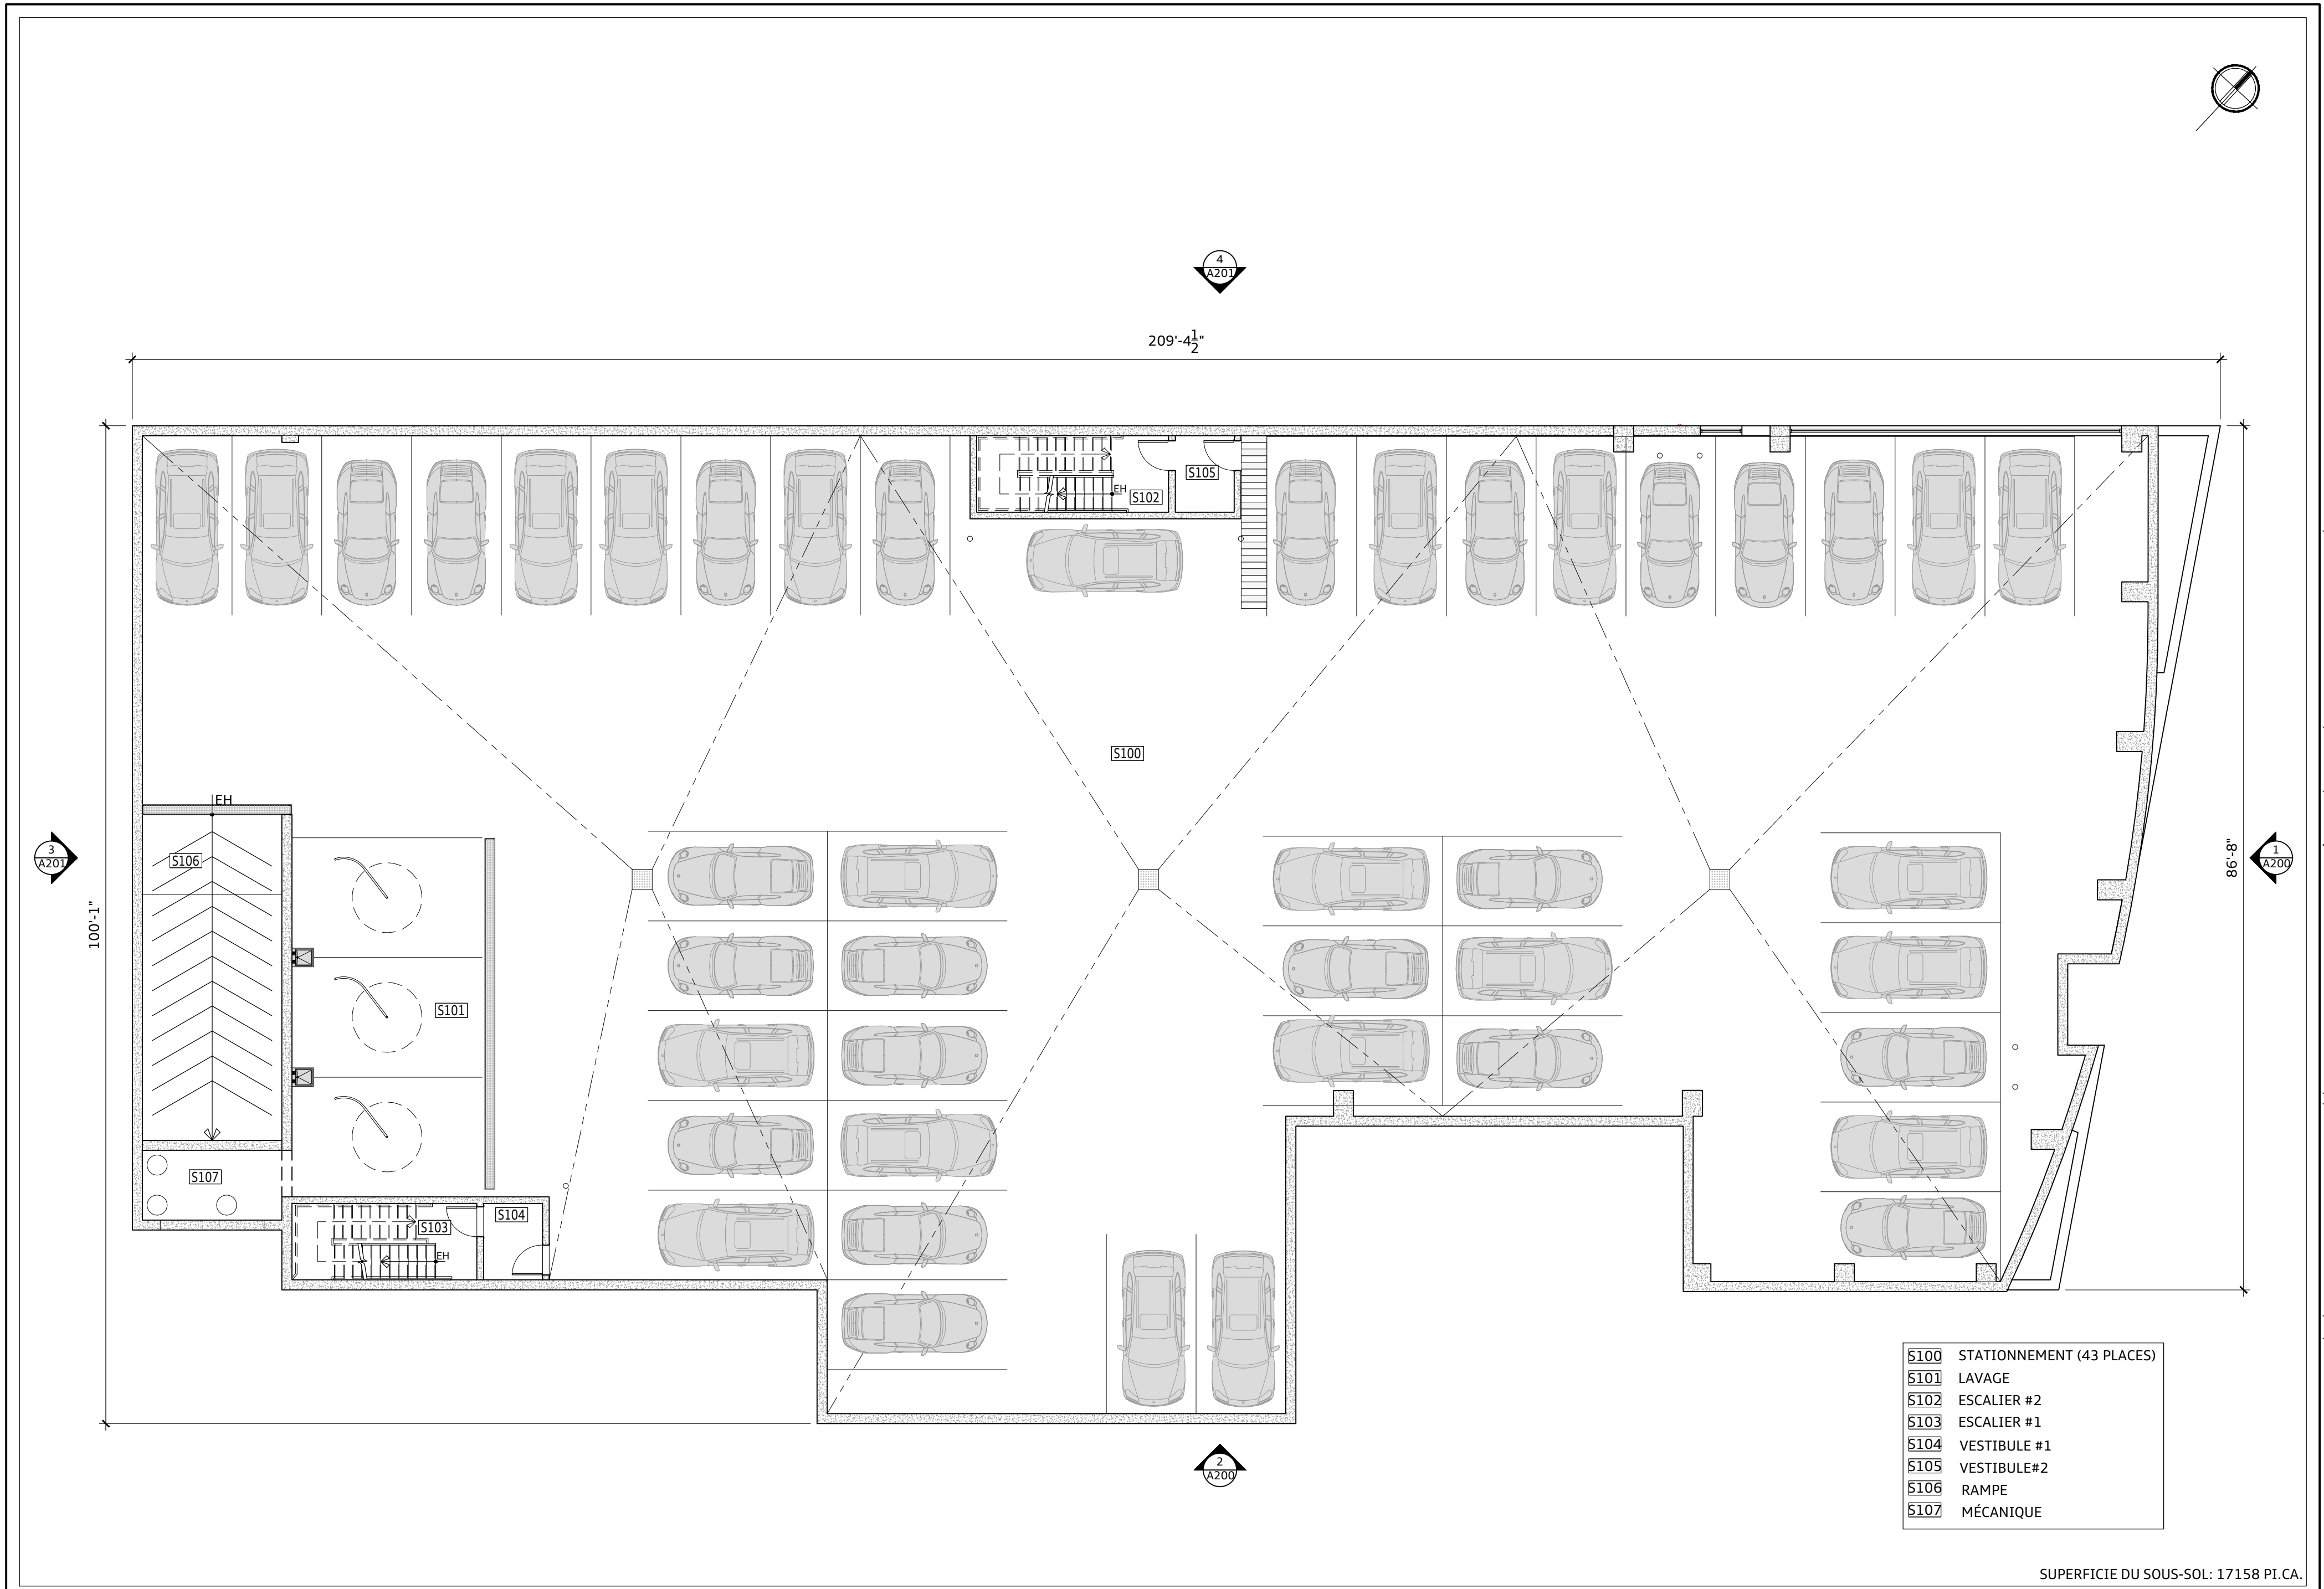 4
A201
209'-4 1/2"
S105
EH
S102
S100
EH
S106
3
A201
86'-8"
1
A200
100'-1"
S101
S107
S104
S103
EH
2
A200
S100 STATIONNEMENT (43 PLACES)
S101 LAVAGE
S102 ESCALIER #2
S103 ESCALIER #1
S104 VESTIBULE #1
S105 VESTIBULE#2
S106 RAMPE
S107 MÉCANIQUE
SUPERFICIE DU SOUS-SOL: 17158 PI.CA.